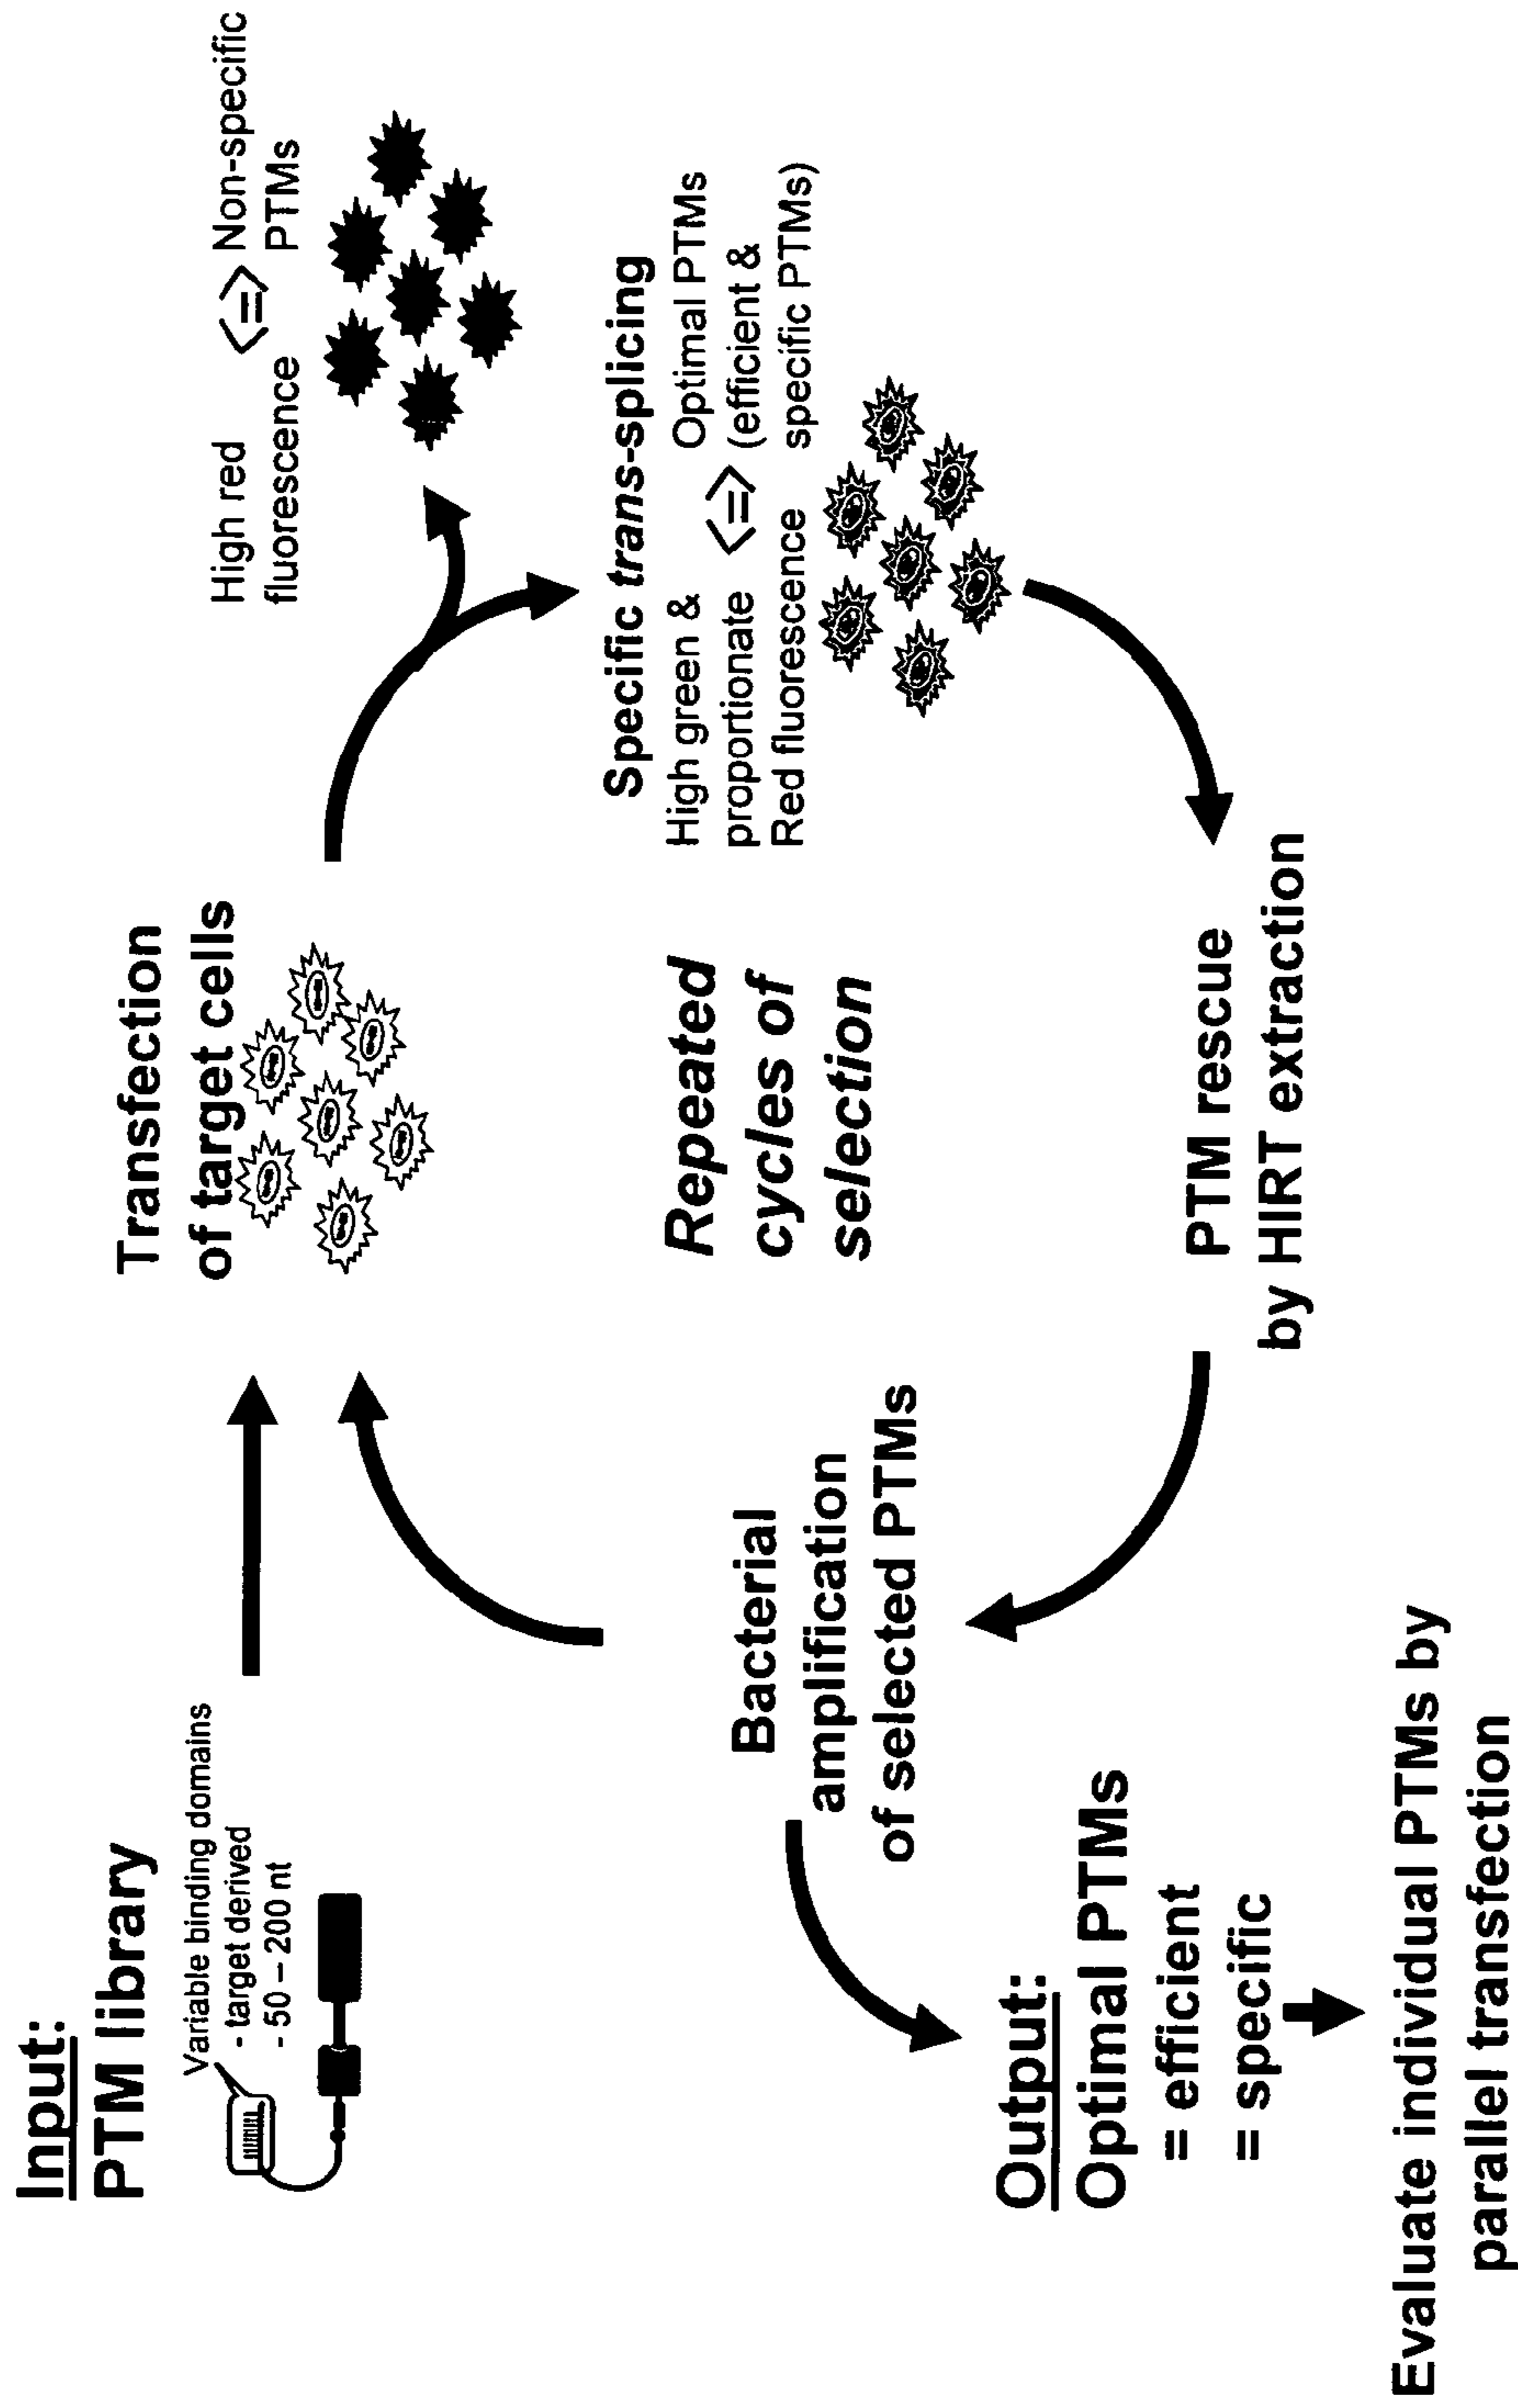 Input:
PTM library
Variable binding domains
- target derived
- 50 – 200 nt
Transfection
of target cells
High red
fluorescence
<=>
Non-specific
PTMs
Specific trans-splicing
High green &
proportionate
Red fluorescence
<=>
Optimal PTMs
(efficient &
specific PTMs)
Repeated
cycles of
selection
PTM rescue
by HIRT extraction
Bacterial
amplification
of selected PTMs
Output:
Optimal PTMs
= efficient
= specific
Evaluate individual PTMs by
parallel transfection